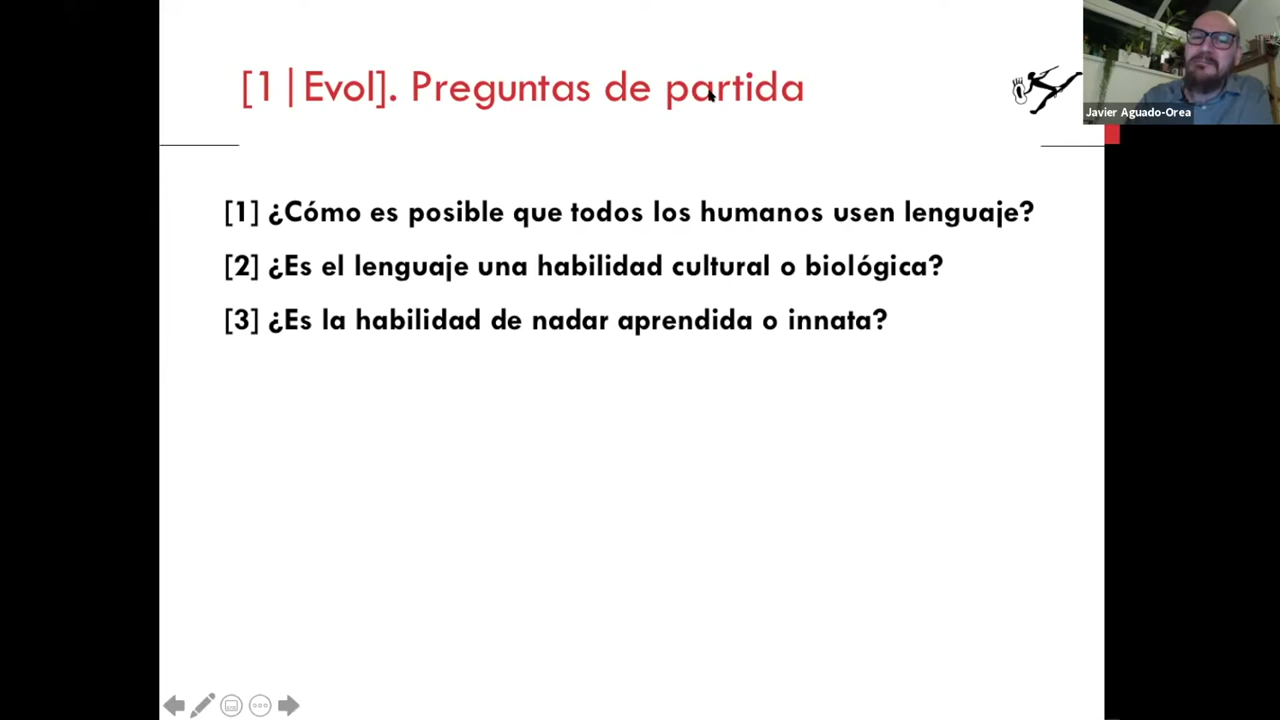 [1|Evol]. Preguntas de partida
Javier Aguado-Orea
[1] ¿Cómo es posible que todos los humanos usen lenguaje?
[2] ¿Es el lenguaje una habilidad cultural o biológica?
[3] ¿Es la habilidad de nadar aprendida o innata?